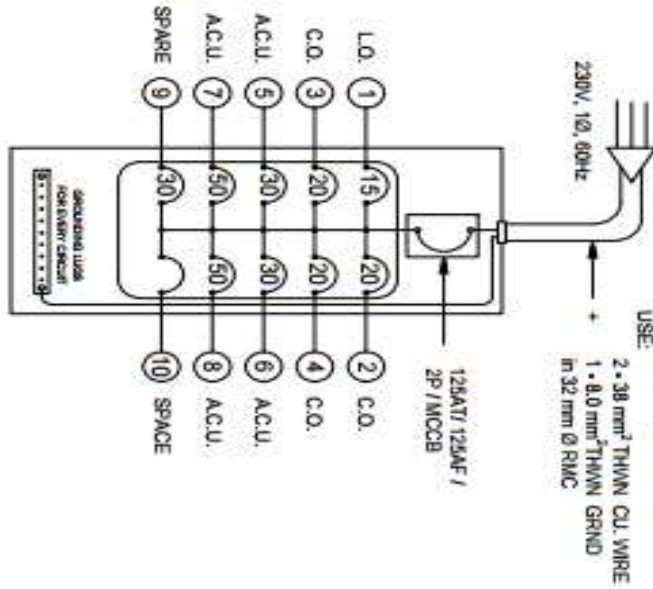 230V, 1Ø, 60Hz
USE:
2 - 38 mm² THWN CU. WIRE
1 - 8.0 mm² THWN GRND
in 32 mm Ø RMC
+
125AT/ 125AF /
2P / MCCB
L.O. 1 15 20 2 C.O.
C.O. 3 20 20 4 C.O.
A.C.U. 5 30 30 6 A.C.U.
A.C.U. 7 50 50 8 A.C.U.
SPARE 9 30 10 SPACE
GROUNDING LUGS
FOR EVERY CIRCUIT